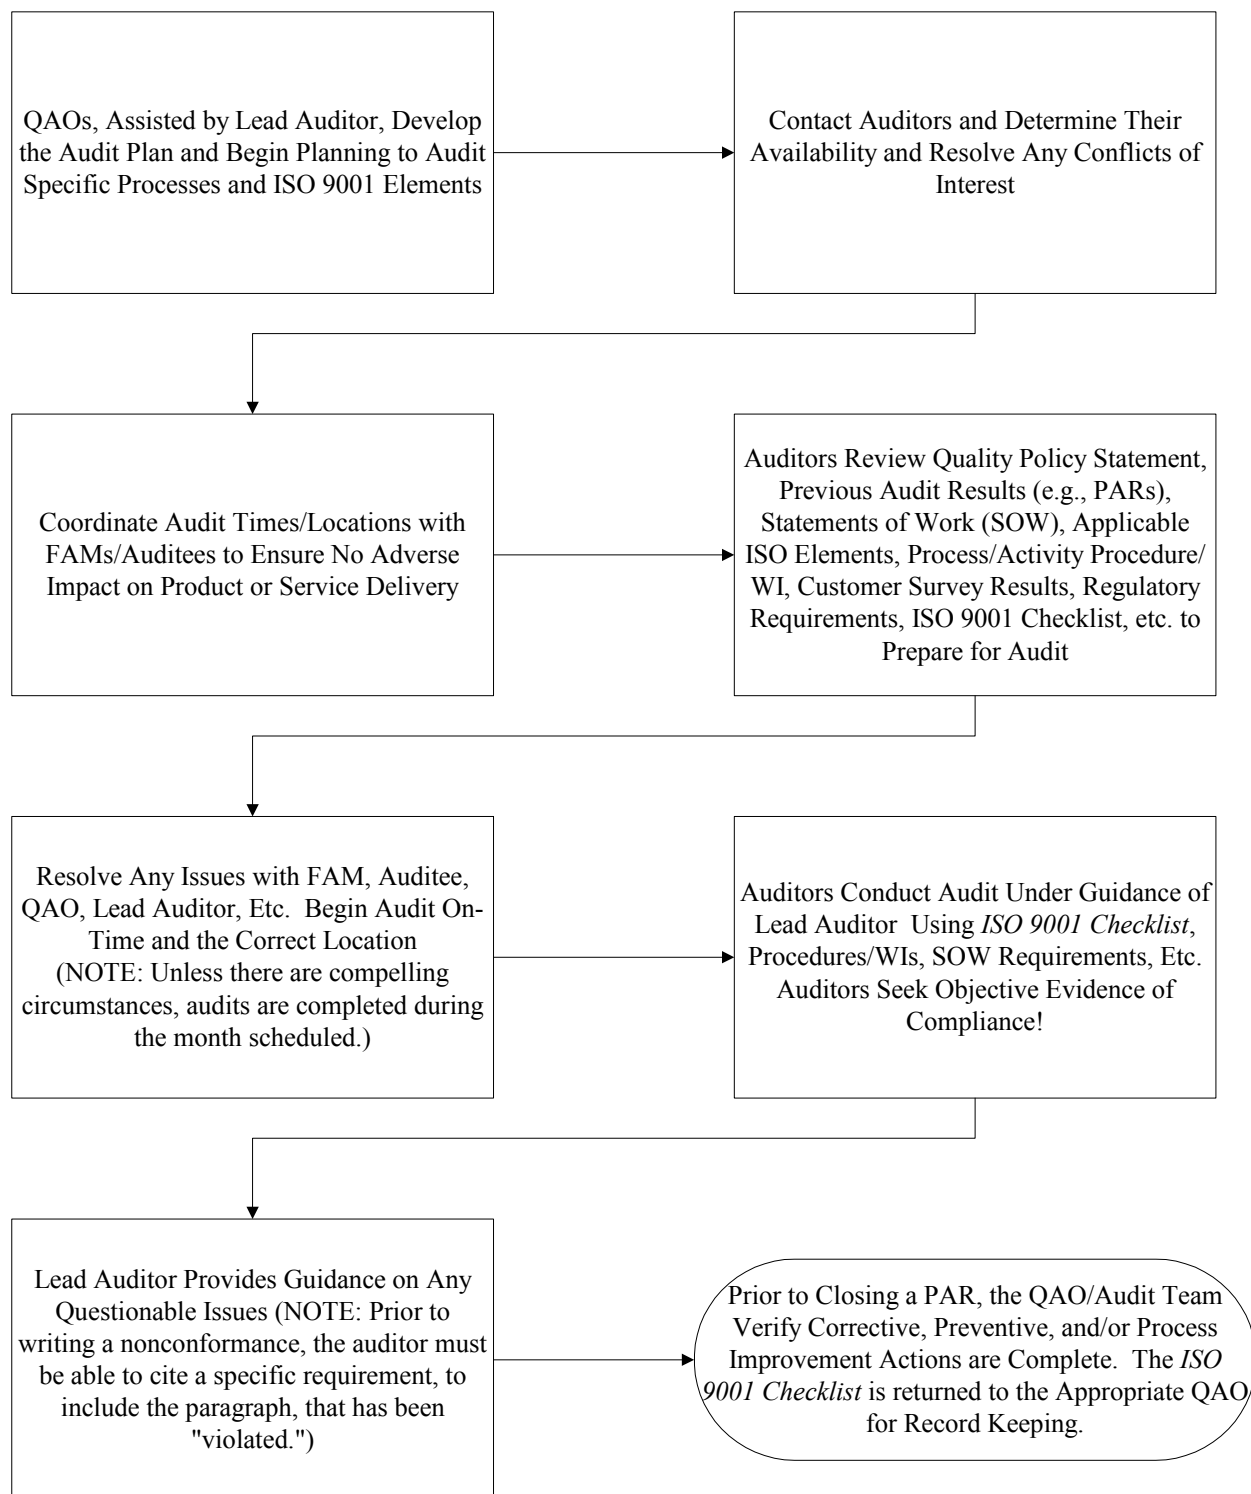 QAOs, Assisted by Lead Auditor, Develop
the Audit Plan and Begin Planning to Audit
Specific Processes and ISO 9001 Elements
Contact Auditors and Determine Their
Availability and Resolve Any Conflicts of
Interest
Coordinate Audit Times/Locations with
FAMs/Auditees to Ensure No Adverse
Impact on Product or Service Delivery
Auditors Review Quality Policy Statement,
Previous Audit Results (e.g., PARs),
Statements of Work (SOW), Applicable
ISO Elements, Process/Activity Procedure/
WI, Customer Survey Results, Regulatory
Requirements, ISO 9001 Checklist, etc. to
Prepare for Audit
Resolve Any Issues with FAM, Auditee,
QAO, Lead Auditor, Etc.  Begin Audit On-
Time and the Correct Location
(NOTE: Unless there are compelling
circumstances, audits are completed during
the month scheduled.)
Auditors Conduct Audit Under Guidance of
Lead Auditor  Using ISO 9001 Checklist,
Procedures/WIs, SOW Requirements, Etc.
Auditors Seek Objective Evidence of
Compliance!
Lead Auditor Provides Guidance on Any
Questionable Issues (NOTE: Prior to
writing a nonconformance, the auditor must
be able to cite a specific requirement, to
include the paragraph, that has been
"violated.")
Prior to Closing a PAR, the QAO/Audit Team
Verify Corrective, Preventive, and/or Process
Improvement Actions are Complete.  The ISO
9001 Checklist is returned to the Appropriate QAO
for Record Keeping.